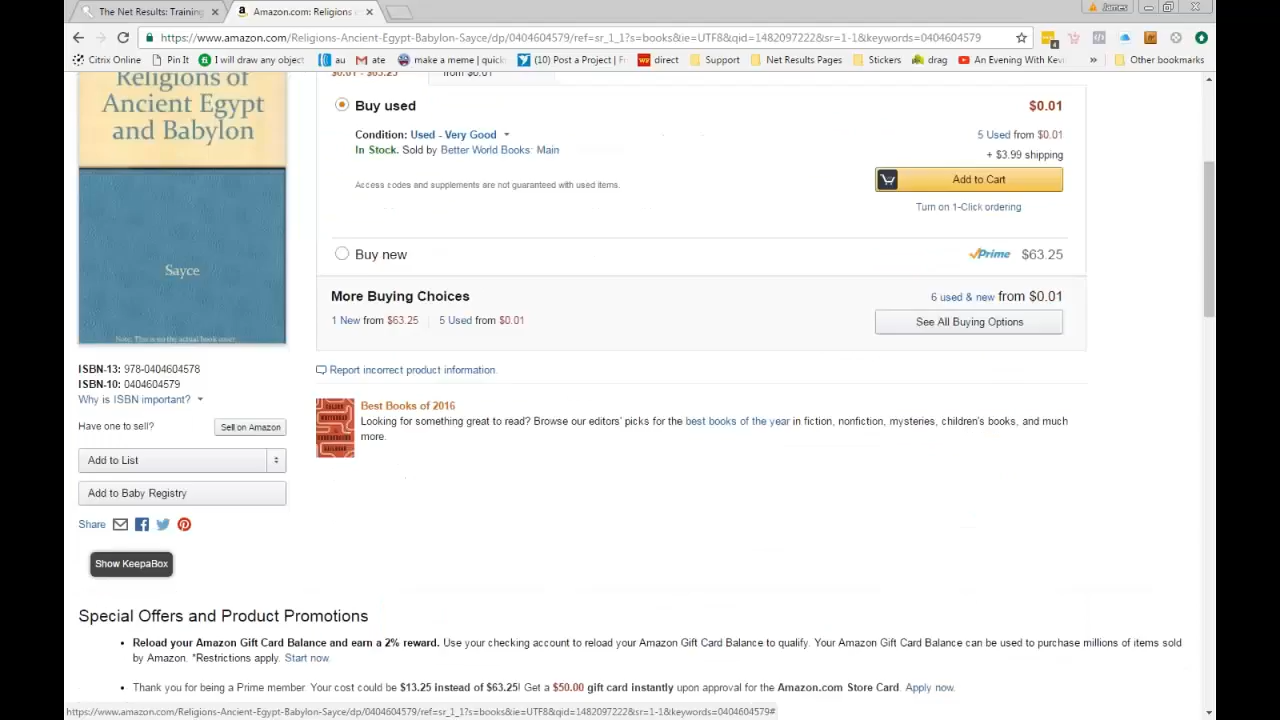 The Net Results: Training
Amazon.com: Religions
James
https://www.amazon.com/Religions-Ancient-Egypt-Babylon-Sayce/dp/0404604579/ref=sr_1_1?s=books&ie=UTF8&qid=1482097222&sr=1-1&keywords=0404604579
Citrix Online Pin It I will draw any object au ate make a meme | quick (10) Post a Project | Fr direct Support Net Results Pages Stickers drag An Evening With Kevi » Other bookmarks
$0.01 - $63.25 from $0.01
Religions of
Ancient Egypt
and Babylon
Sayce
Note: This is not the actual book cover
Buy used $0.01
Condition: Used - Very Good 5 Used from $0.01
In Stock. Sold by Better World Books: Main
+ $3.99 shipping
Add to Cart
Access codes and supplements are not guaranteed with used items.
Turn on 1-Click ordering
Buy new Prime $63.25
More Buying Choices 6 used & new from $0.01
1 New from $63.25 5 Used from $0.01 See All Buying Options
ISBN-13: 978-0404604578
ISBN-10: 0404604579
Why is ISBN important?
Report incorrect product information.
Have one to sell? Sell on Amazon
Add to List
Add to Baby Registry
Share
Show KeepaBox
Best Books of 2016
Looking for something great to read? Browse our editors' picks for the best books of the year in fiction, nonfiction, mysteries, children's books, and much
more.
Special Offers and Product Promotions
• Reload your Amazon Gift Card Balance and earn a 2% reward. Use your checking account to reload your Amazon Gift Card Balance to qualify. Your Amazon Gift Card Balance can be used to purchase millions of items sold
by Amazon. *Restrictions apply. Start now.
• Thank you for being a Prime member. Your cost could be $13.25 instead of $63.25! Get a $50.00 gift card instantly upon approval for the Amazon.com Store Card. Apply now.
https://www.amazon.com/Religions-Ancient-Egypt-Babylon-Sayce/dp/0404604579/ref=sr_1_1?s=books&ie=UTF8&qid=1482097222&sr=1-1&keywords=0404604579#